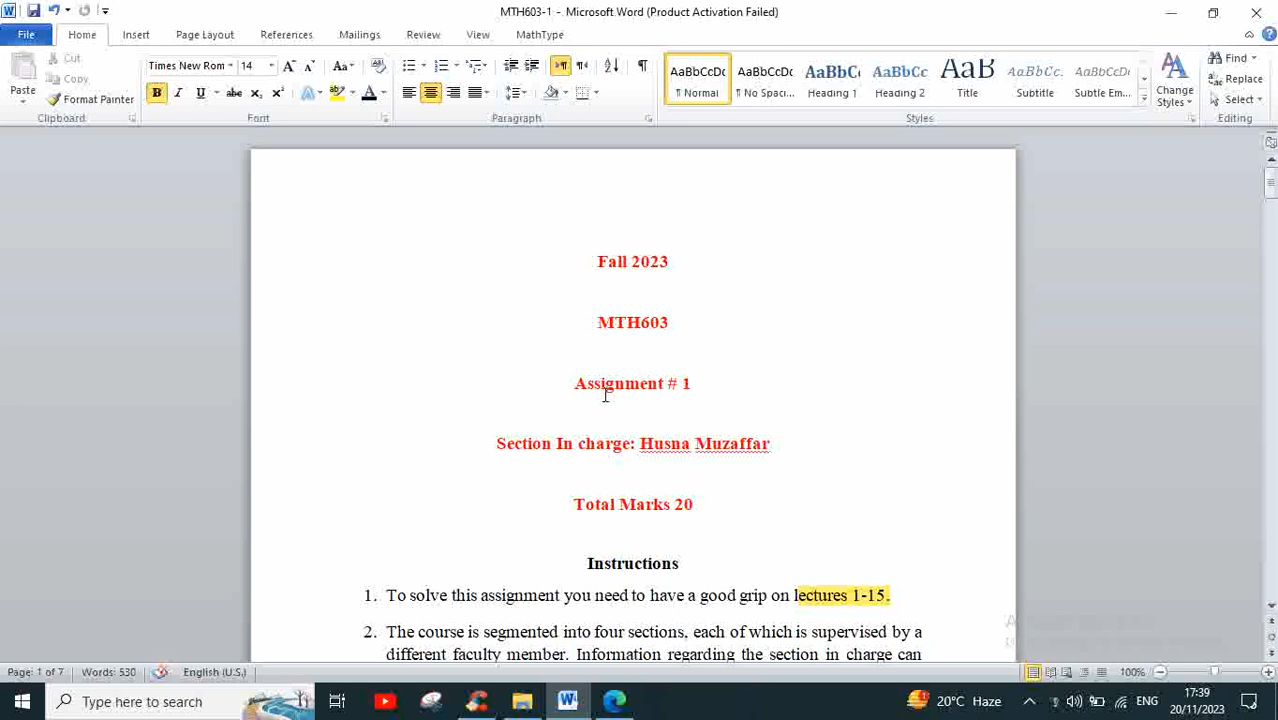 MTH603-1 - Microsoft Word (Product Activation Failed)
File Home Insert Page Layout References Mailings Review View MathType
Cut
Copy
Paste
Format Painter
Times New Rom 14
AaBbCcDc AaBbCcDc AaBbC AaBbCc AaB AaBbCc. AaBbCcDc
¶ Normal ¶ No Spaci... Heading 1 Heading 2 Title Subtitle Subtle Em...
Change
Styles
Find
Replace
Select
Clipboard Font Paragraph Styles Editing
Fall 2023
MTH603
Assignment # 1
Section In charge: Husna Muzaffar
Total Marks 20
Instructions
1. To solve this assignment you need to have a good grip on lectures 1-15.
2. The course is segmented into four sections, each of which is supervised by a
different faculty member. Information regarding the section in charge can
Page: 1 of 7 Words: 530 English (U.S.) 100%
Type here to search
20°C Haze
ENG
17:39
20/11/2023